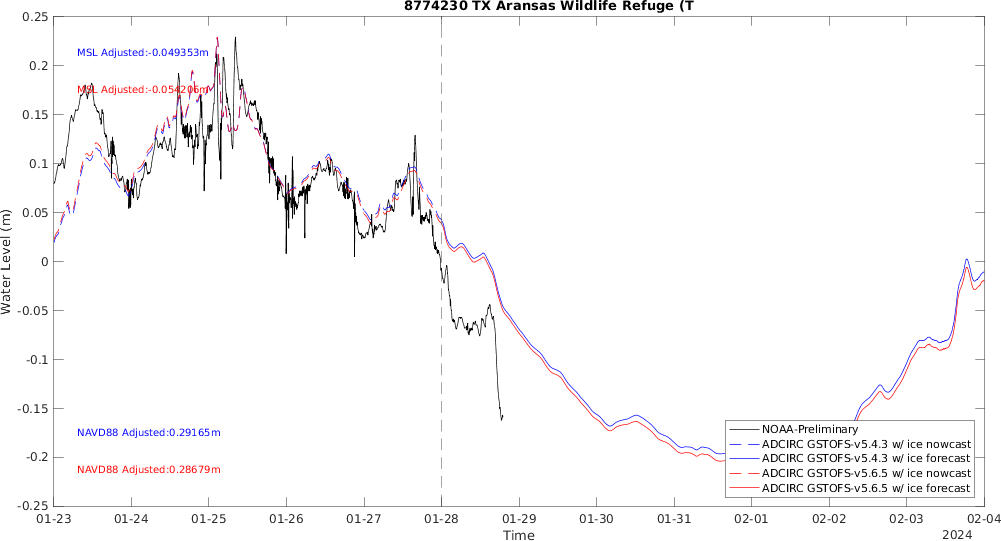 8774230 TX Aransas Wildlife Refuge (T
0.25
0.2
0.15
0.1
0.05
0
-0.05
-0.1
-0.15
-0.2
-0.25
Water Level (m)
MSL Adjusted:-0.049353m
MSL Adjusted:-0.054206m
NAVD88 Adjusted:0.29165m
NAVD88 Adjusted:0.28679m
NOAA-Preliminary
ADCIRC GSTOFS-v5.4.3 w/ ice nowcast
ADCIRC GSTOFS-v5.4.3 w/ ice forecast
ADCIRC GSTOFS-v5.6.5 w/ ice nowcast
ADCIRC GSTOFS-v5.6.5 w/ ice forecast
01-23 01-24 01-25 01-26 01-27 01-28 01-29 01-30 01-31 02-01 02-02 02-03 02-04
Time
2024